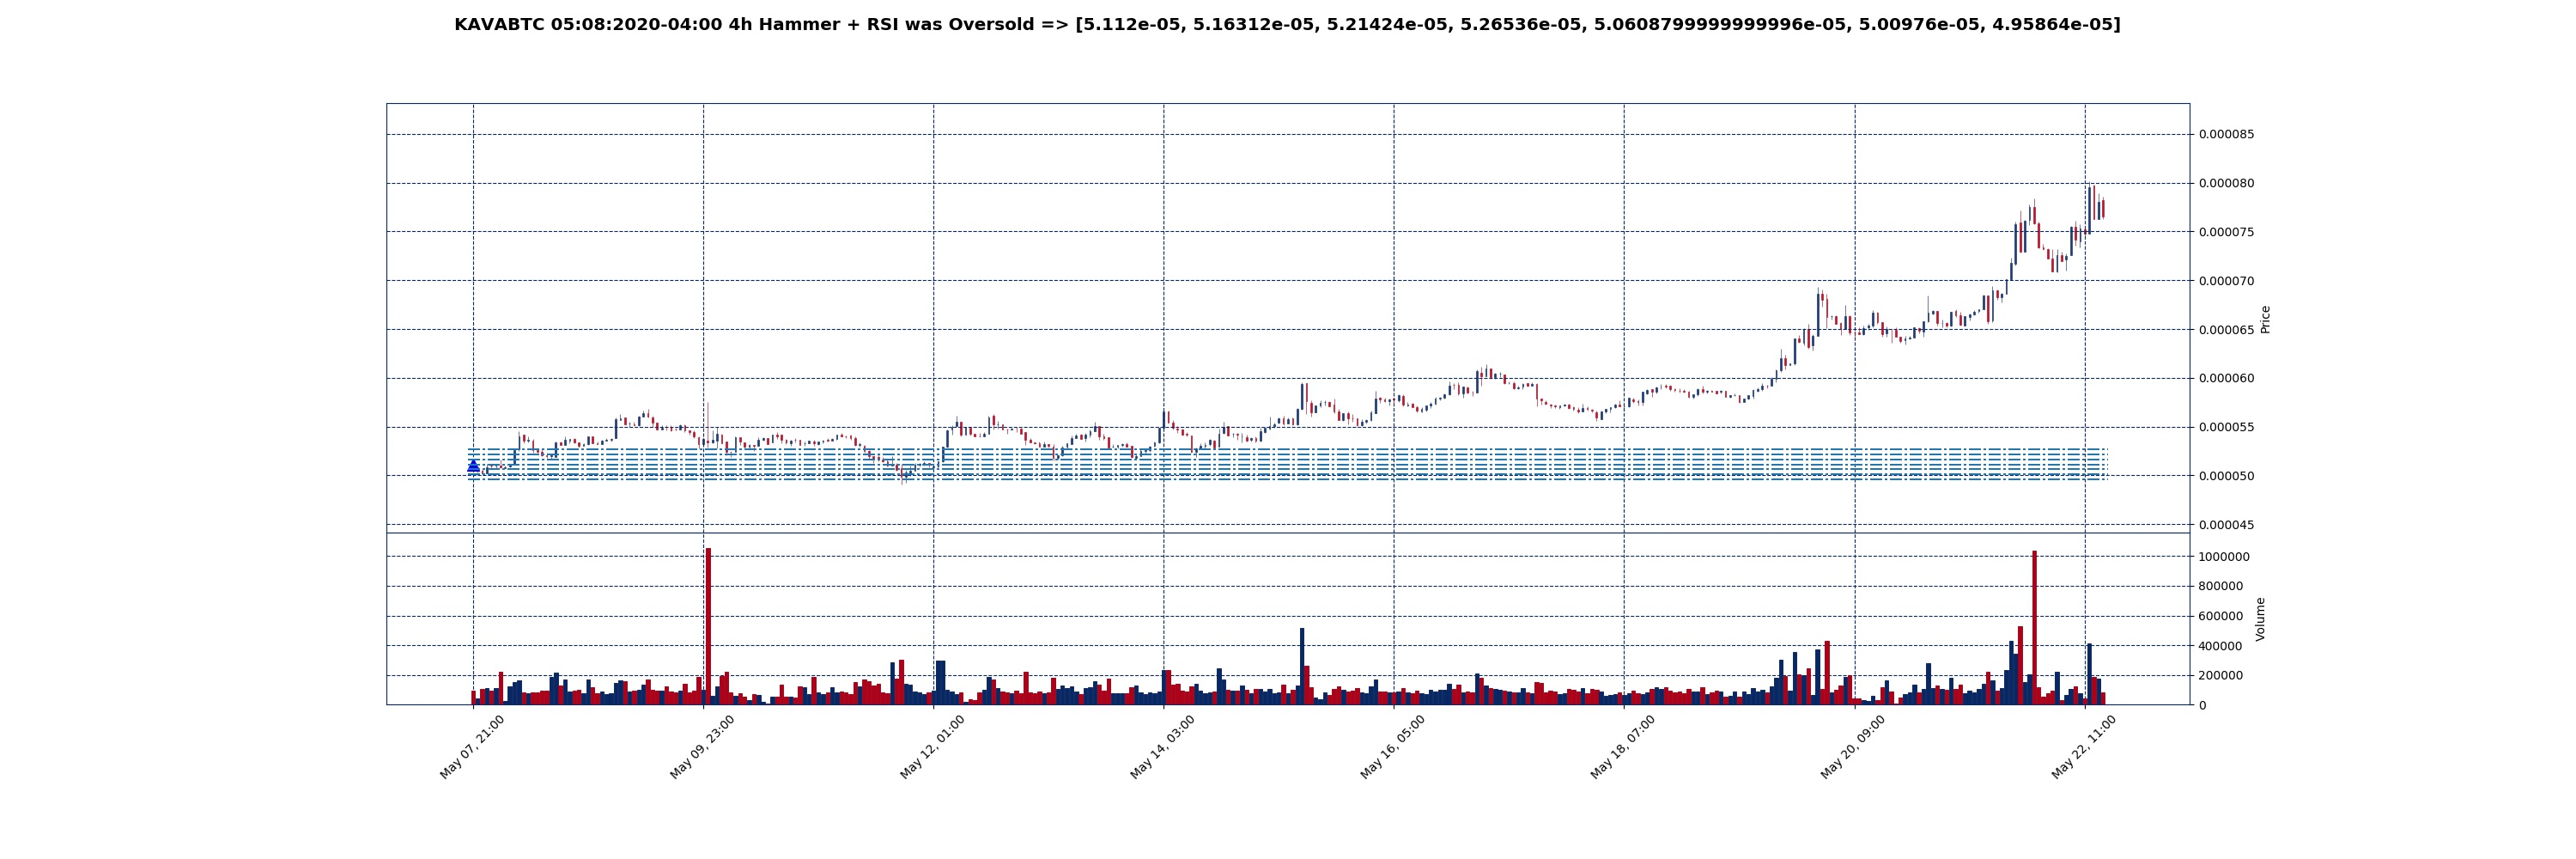 KAVABTC 05:08:2020-04:00 4h Hammer + RSI was Oversold => [5.112e-05, 5.16312e-05, 5.21424e-05, 5.26536e-05, 5.0608799999999996e-05, 5.00976e-05, 4.95864e-05]
0.000085
0.000080
0.000075
0.000070
0.000065
0.000060
0.000055
0.000050
0.000045
Price
1000000
800000
600000
400000
200000
0
Volume
May 07, 21:00
May 09, 23:00
May 12, 01:00
May 14, 03:00
May 16, 05:00
May 18, 07:00
May 20, 09:00
May 22, 11:00